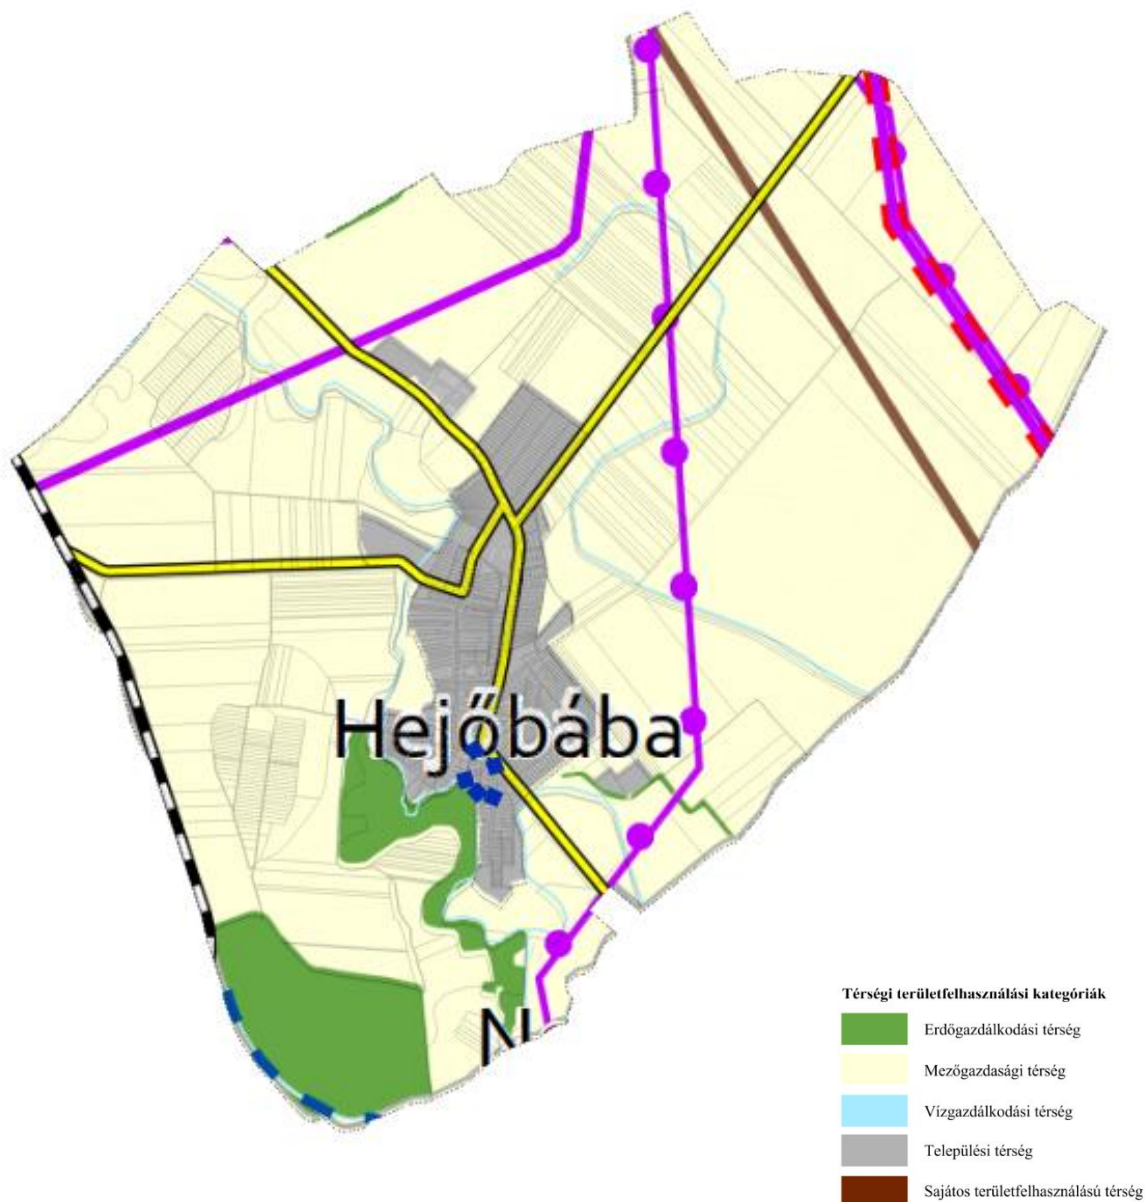 Hejőbába
N
Térségi területfelhasználási kategóriák
Erdőgazdálkodási térség
Mezőgazdasági térség
Vízgazdálkodási térség
Települési térség
Sajátos területfelhasználású térség